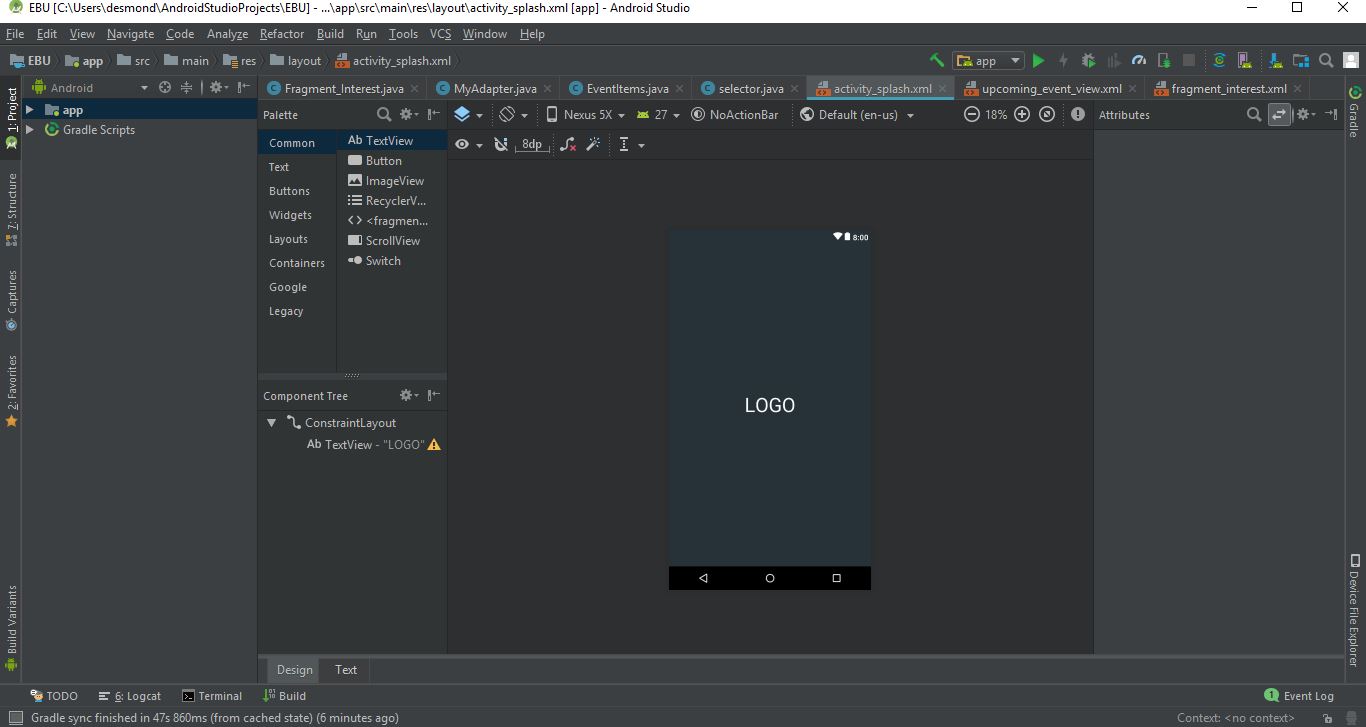 EBU [C:\Users\desmond\AndroidStudioProjects\EBU] - ...\app\src\main\res\layout\activity_splash.xml [app] - Android Studio
File Edit View Navigate Code Analyze Refactor Build Run Tools VCS Window Help
EBU app src main res layout activity_splash.xml app
Android Fragment_Interest.java MyAdapter.java EventItems.java selector.java activity_splash.xml upcoming_event_view.xml fragment_interest.xml
1: Project
7: Structure
Captures
2: Favorites
Build Variants
app
Gradle Scripts
Palette
Common
Text
Buttons
Widgets
Layouts
Containers
Google
Legacy
Ab TextView
Button
ImageView
RecyclerV...
<fragmen...
ScrollView
Switch
Component Tree
ConstraintLayout
Ab TextView - "LOGO"
Nexus 5X 27 NoActionBar Default (en-us) 18%
8dp
8:00
LOGO
Attributes
Gradle
Device File Explorer
Design Text
TODO 6: Logcat Terminal Build 1 Event Log
Gradle sync finished in 47s 860ms (from cached state) (6 minutes ago) Context: <no context>